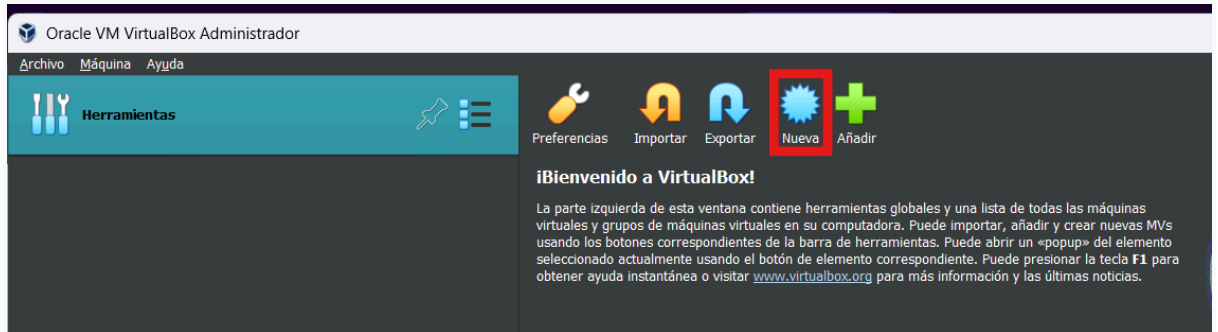 Oracle VM VirtualBox Administrador
Archivo Máquina Ayuda
Herramientas
Preferencias Importar Exportar Nueva Añadir
¡Bienvenido a VirtualBox!
La parte izquierda de esta ventana contiene herramientas globales y una lista de todas las máquinas
virtuales y grupos de máquinas virtuales en su computadora. Puede importar, añadir y crear nuevas MVs
usando los botones correspondientes de la barra de herramientas. Puede abrir un «popup» del elemento
seleccionado actualmente usando el botón de elemento correspondiente. Puede presionar la tecla F1 para
obtener ayuda instantánea o visitar www.virtualbox.org para más información y las últimas noticias.